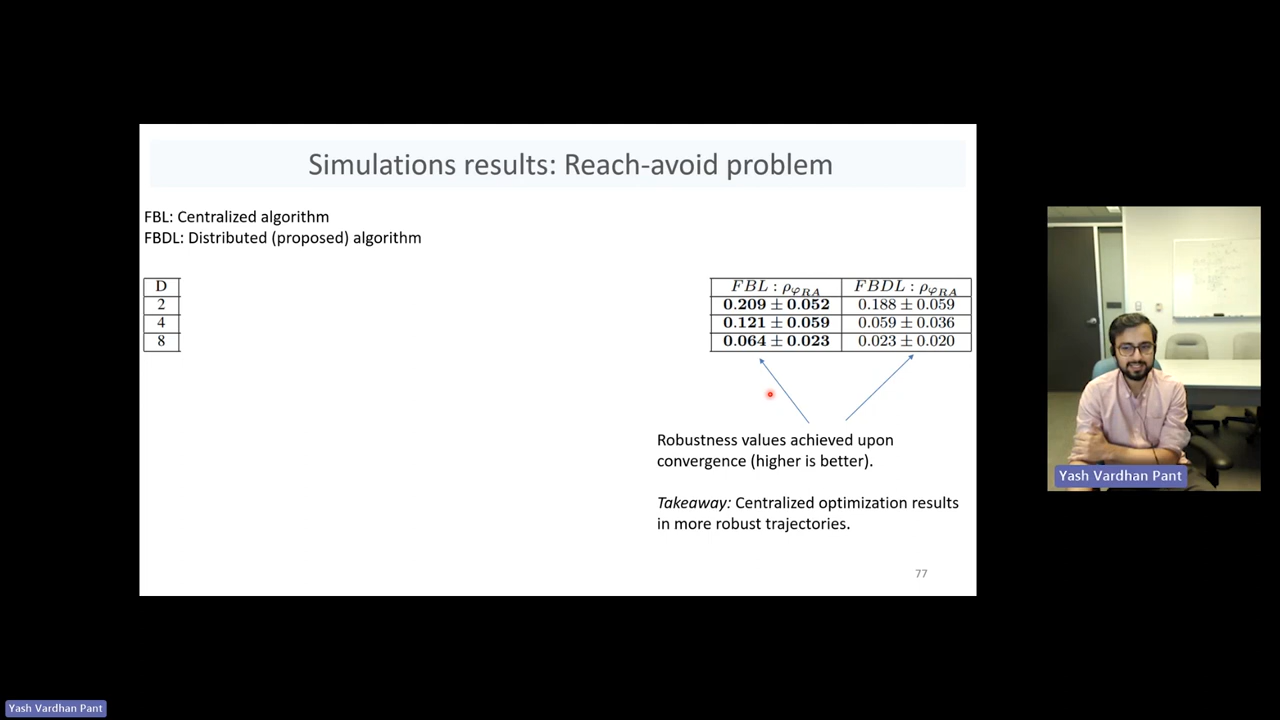 Simulations results: Reach-avoid problem
FBL: Centralized algorithm
FBDL: Distributed (proposed) algorithm
D FBL : ρφRA FBDL : ρφRA
2 0.209 ± 0.052 0.188 ± 0.059
4 0.121 ± 0.059 0.059 ± 0.036
8 0.064 ± 0.023 0.023 ± 0.020
Robustness values achieved upon
convergence (higher is better).
Takeaway: Centralized optimization results
in more robust trajectories.
77
Yash Vardhan Pant
Yash Vardhan Pant